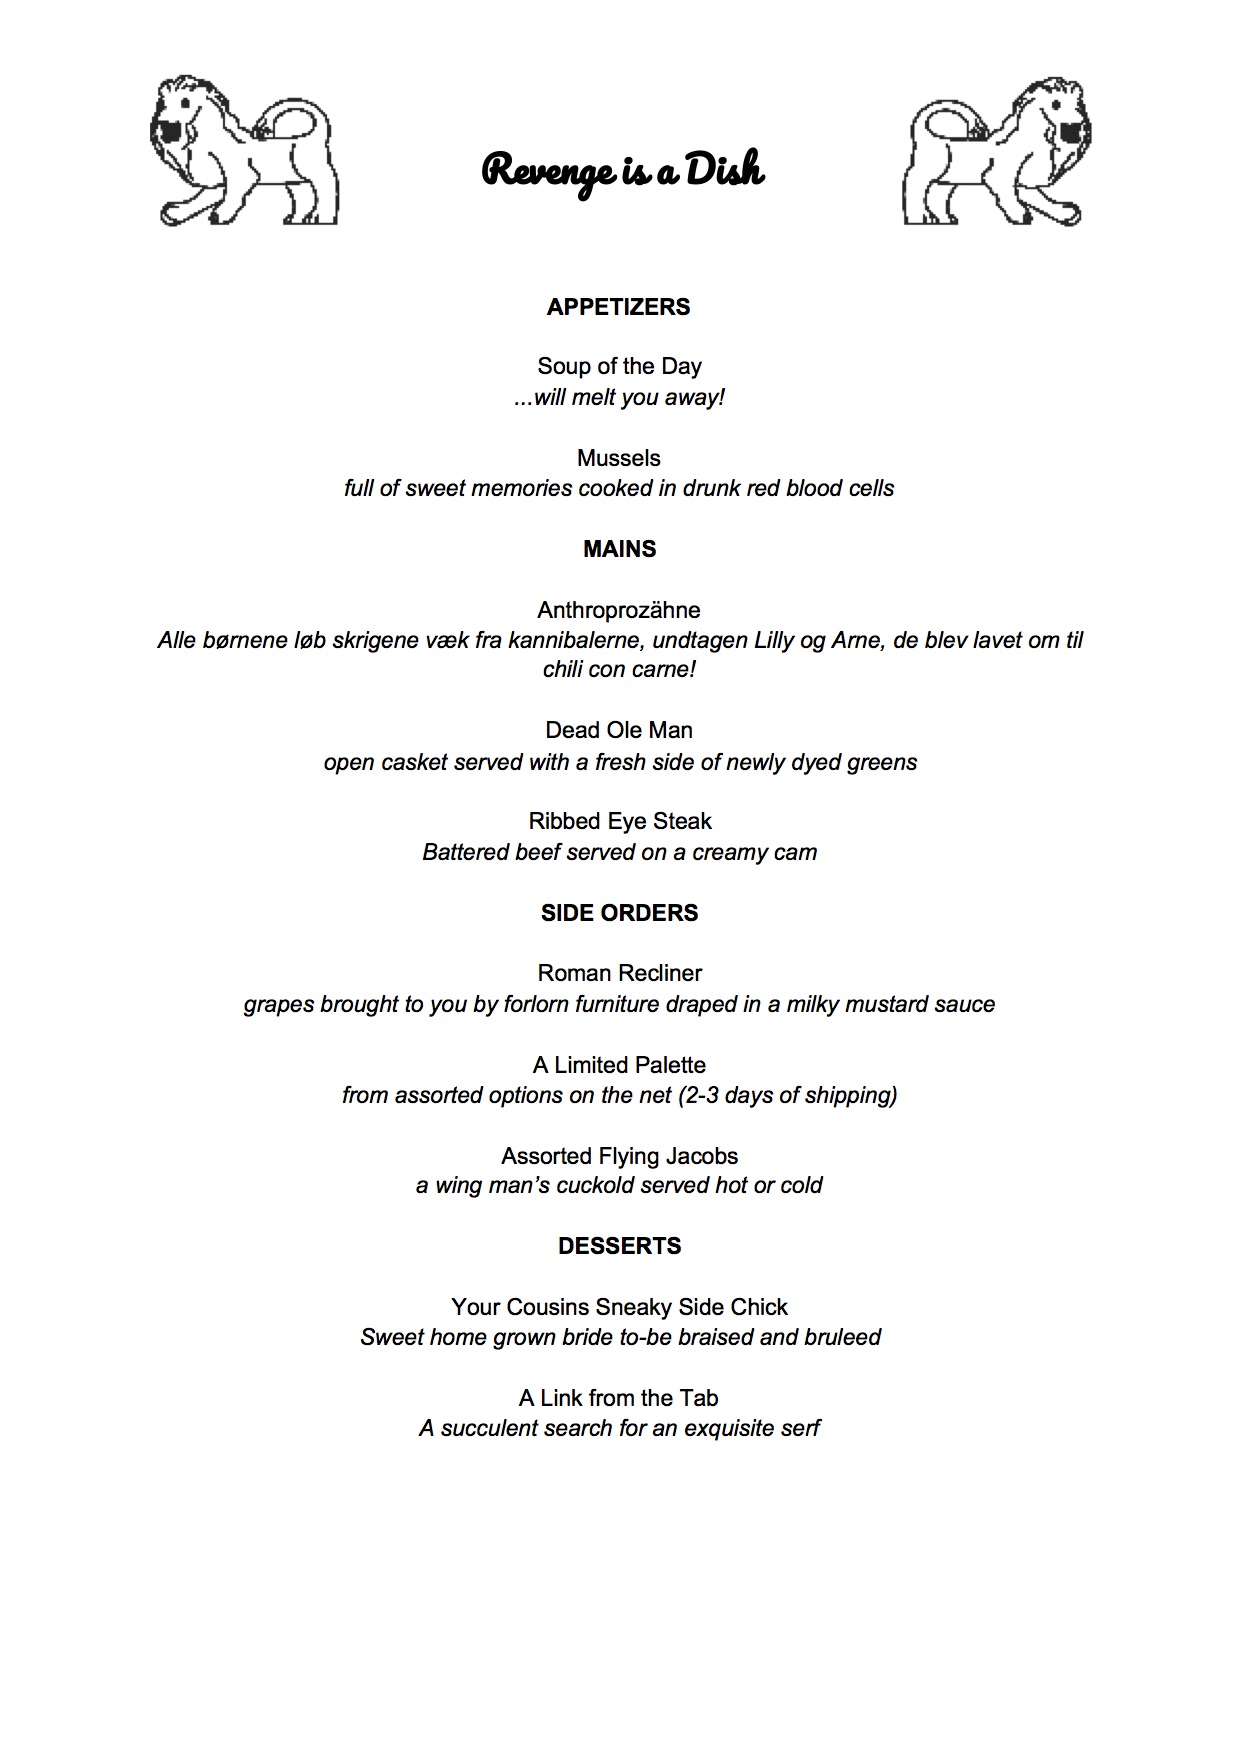 Revenge is a Dish
APPETIZERS
Soup of the Day
...will melt you away!
Mussels
full of sweet memories cooked in drunk red blood cells
MAINS
Anthroprozähne
Alle børnene løb skrigene væk fra kannibalerne, undtagen Lilly og Arne, de blev lavet om til
chili con carne!
Dead Ole Man
open casket served with a fresh side of newly dyed greens
Ribbed Eye Steak
Battered beef served on a creamy cam
SIDE ORDERS
Roman Recliner
grapes brought to you by forlorn furniture draped in a milky mustard sauce
A Limited Palette
from assorted options on the net (2-3 days of shipping)
Assorted Flying Jacobs
a wing man’s cuckold served hot or cold
DESSERTS
Your Cousins Sneaky Side Chick
Sweet home grown bride to-be braised and bruleed
A Link from the Tab
A succulent search for an exquisite serf